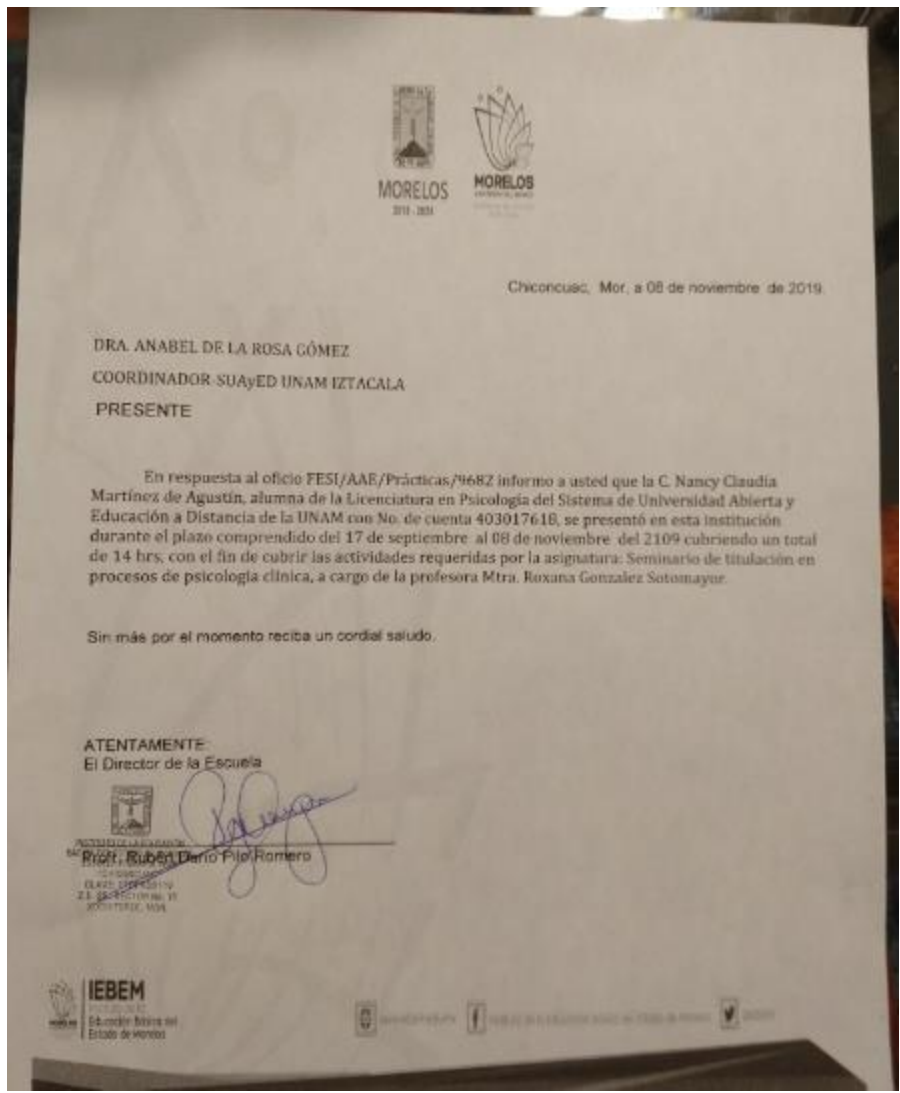 MORELOS
2018 - 2024
MORELOS
Chiconcuac, Mor, a 08 de noviembre de 2019.
DRA. ANABEL DE LA ROSA GÓMEZ
COORDINADOR-SUAyED UNAM IZTACALA
PRESENTE
En respuesta al oficio FESI/AAE/Prácticas/9682 informo a usted que la C. Nancy Claudia
Martínez de Agustín, alumna de la Licenciatura en Psicología del Sistema de Universidad Abierta y
Educación a Distancia de la UNAM con No. de cuenta 403017618, se presentó en esta institución
durante el plazo comprendido del 17 de septiembre al 08 de noviembre del 2109 cubriendo un total
de 14 hrs, con el fin de cubrir las actividades requeridas por la asignatura: Seminario de titulación en
procesos de psicología clínica, a cargo de la profesora Mtra. Roxana Gonzalez Sotomayor.
Sin más por el momento reciba un cordial saludo.
ATENTAMENTE:
El Director de la Escuela
Profr. Rubén Darío Romero
XOCHITEPEC, MOR.
IEBEM
Educación Básica del
Estado de Morelos